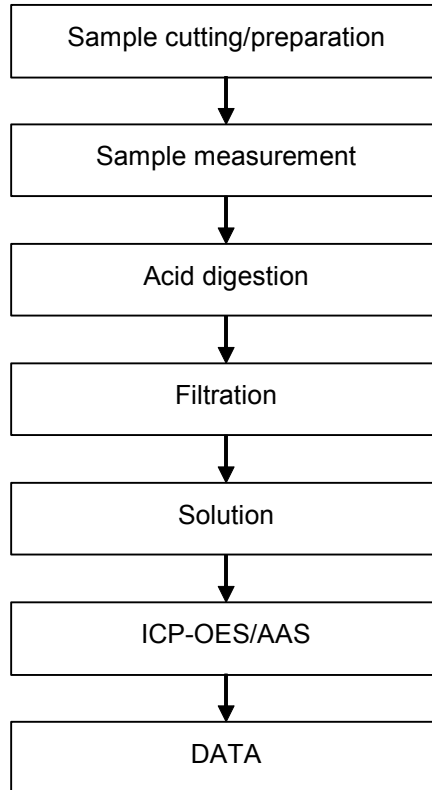 Sample cutting/preparation
Sample measurement
Acid digestion
Filtration
Solution
ICP-OES/AAS
DATA